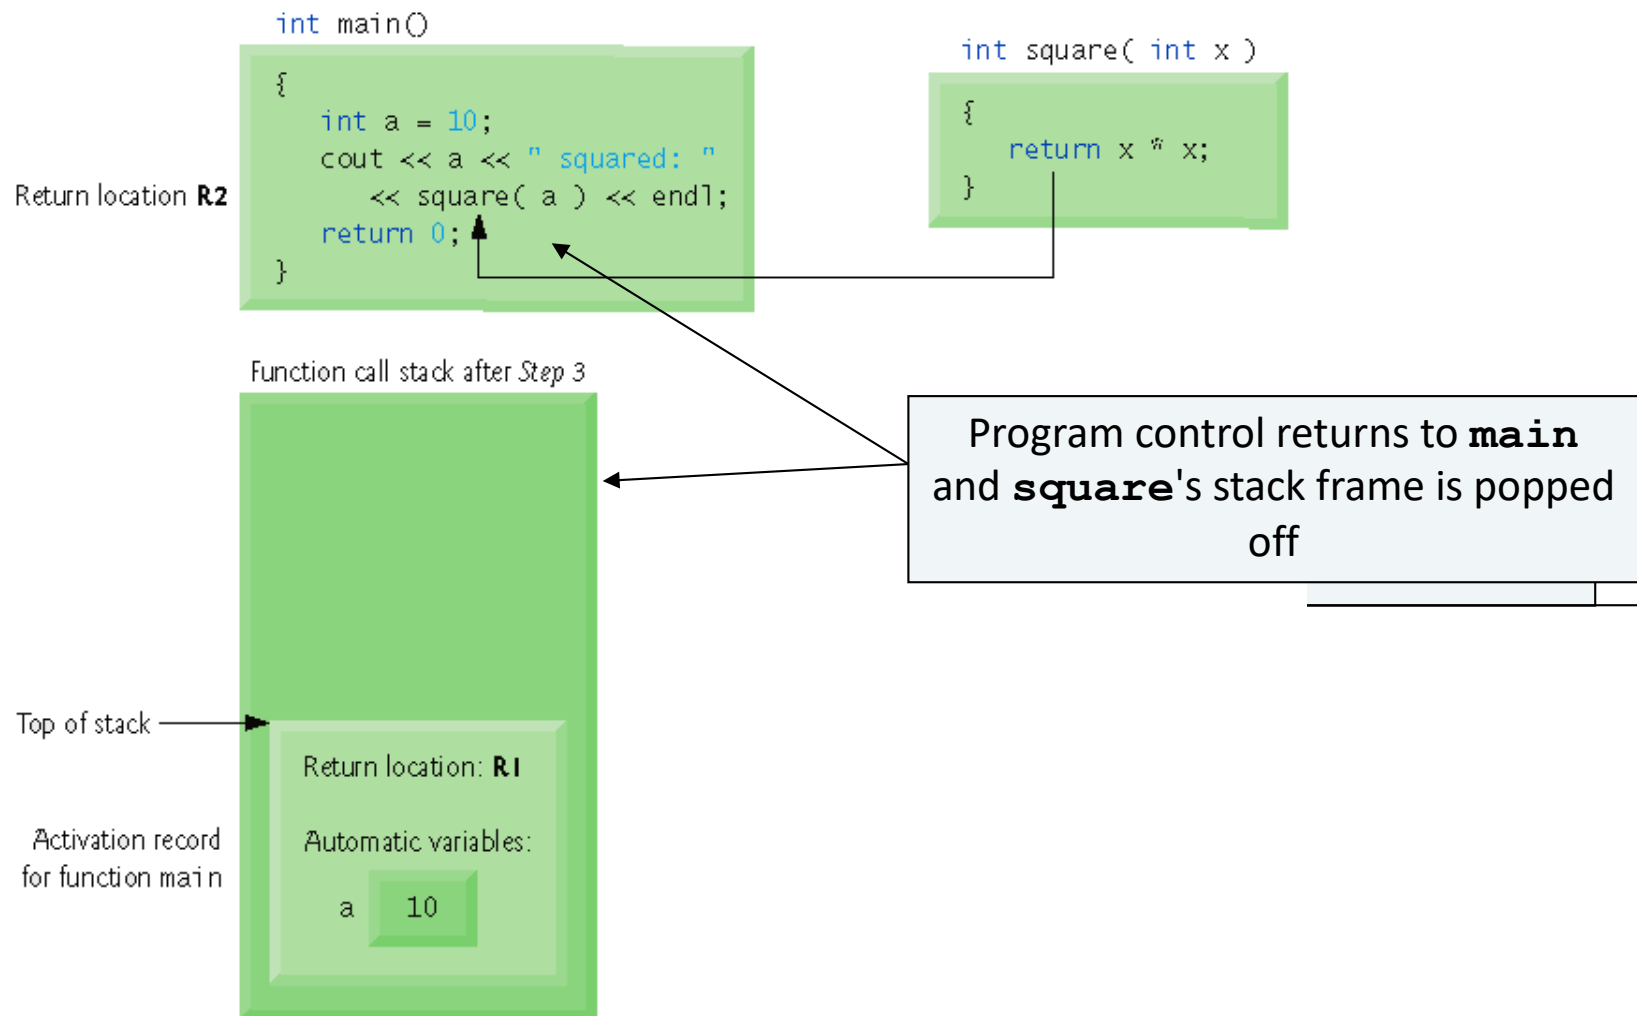 int main()
{
int a = 10;
cout << a << " squared: "
<< square( a ) << endl;
return 0;
}
Return location R2
int square( int x )
{
return x * x;
}
Function call stack after Step 3
Program control returns to main
and square's stack frame is popped
off
Top of stack
Return location: R1
Activation record
for function main
Automatic variables:
a 10